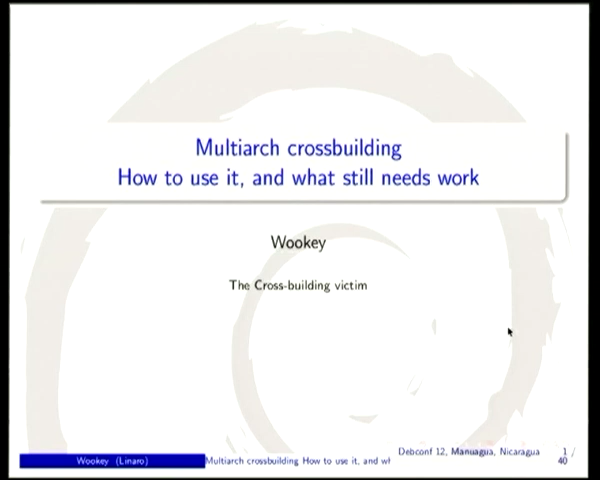 Multiarch crossbuilding
How to use it, and what still needs work
Wookey
The Cross-building victim
Wookey (Linaro)
Multiarch crossbuilding How to use it, and wh
Debconf 12, Managua, Nicaragua
1 /
40